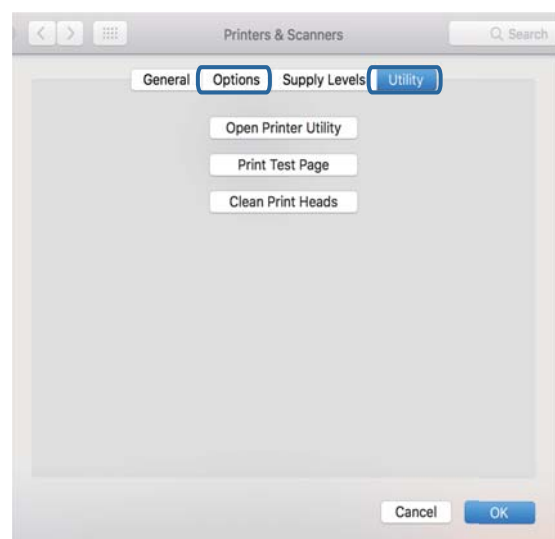 Printers & Scanners Search
General Options Supply Levels Utility
Open Printer Utility
Print Test Page
Clean Print Heads
Cancel OK